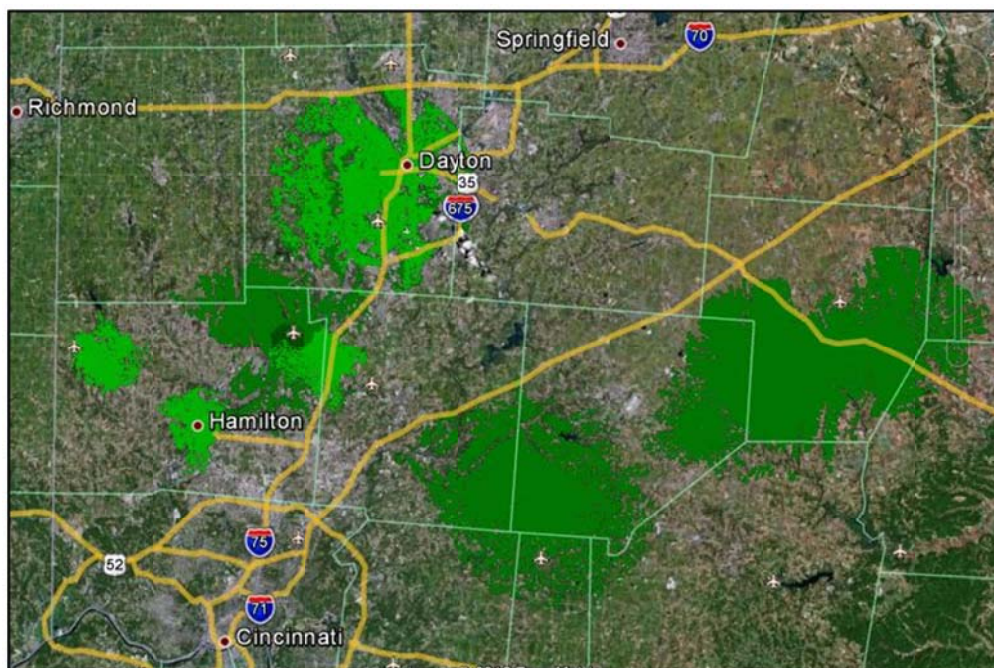 Springfield
70
Richmond
Dayton
35
675
Hamilton
75
52
71
Cincinnati